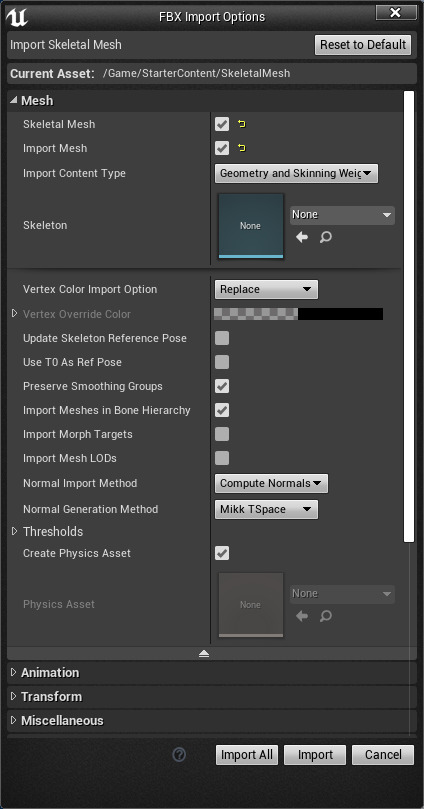 FBX Import Options
Import Skeletal Mesh
Reset to Default
Current Asset: /Game/StarterContent/SkeletalMesh
Mesh
Skeletal Mesh
Import Mesh
Import Content Type
Geometry and Skinning Weig
Skeleton
None
None
Vertex Color Import Option
Replace
Vertex Override Color
Update Skeleton Reference Pose
Use T0 As Ref Pose
Preserve Smoothing Groups
Import Meshes in Bone Hierarchy
Import Morph Targets
Import Mesh LODs
Normal Import Method
Compute Normals
Normal Generation Method
Mikk TSpace
Thresholds
Create Physics Asset
Physics Asset
None
None
Animation
Transform
Miscellaneous
Import All
Import
Cancel